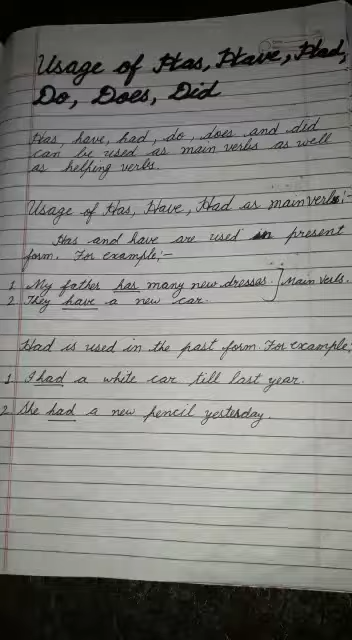 Usage of Has, Have, Had,
Do, Does, Did
Has, have, had, do, does and did
can be used as main verbs as well
as helping verbs.
Usage of Has, Have, Had as main verbs:-
Has and have are used in present
form. For example;-
1. My father has many new dresses. ] Main Verbs.
2. They have a new car.
Had is used in the past form. For example;
1. I had a white car till last year.
2. She had a new pencil yesterday.